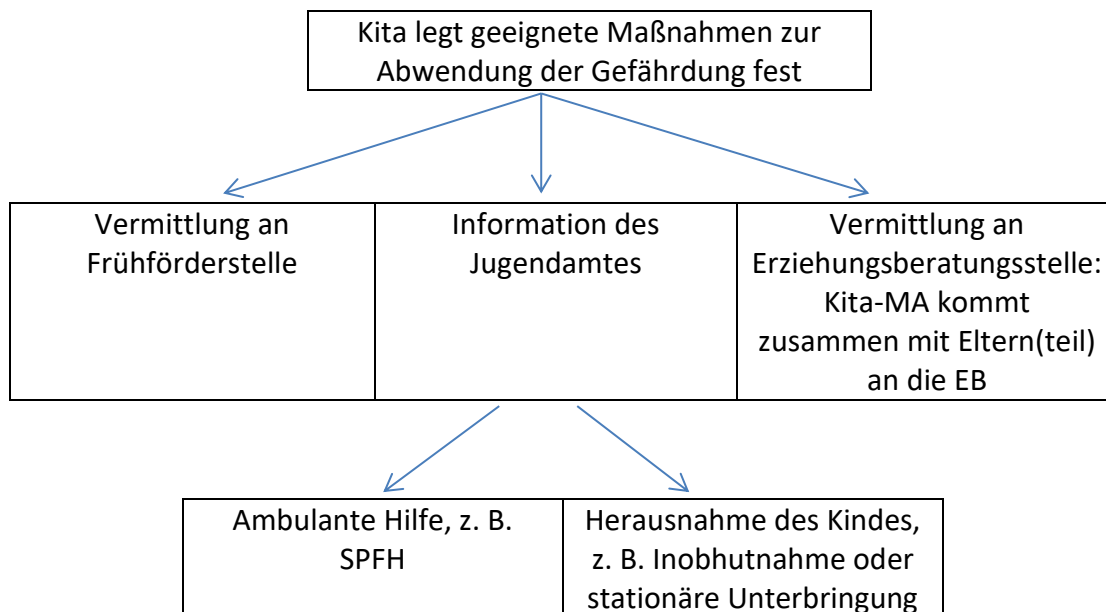 Kita legt geeignete Maßnahmen zur
Abwendung der Gefährdung fest
Vermittlung an
Frühförderstelle
Information des
Jugendamtes
Vermittlung an
Erziehungsberatungsstelle:
Kita-MA kommt
zusammen mit Eltern(teil)
an die EB
Ambulante Hilfe, z. B.
SPFH
Herausnahme des Kindes,
z. B. Inobhutnahme oder
stationäre Unterbringung